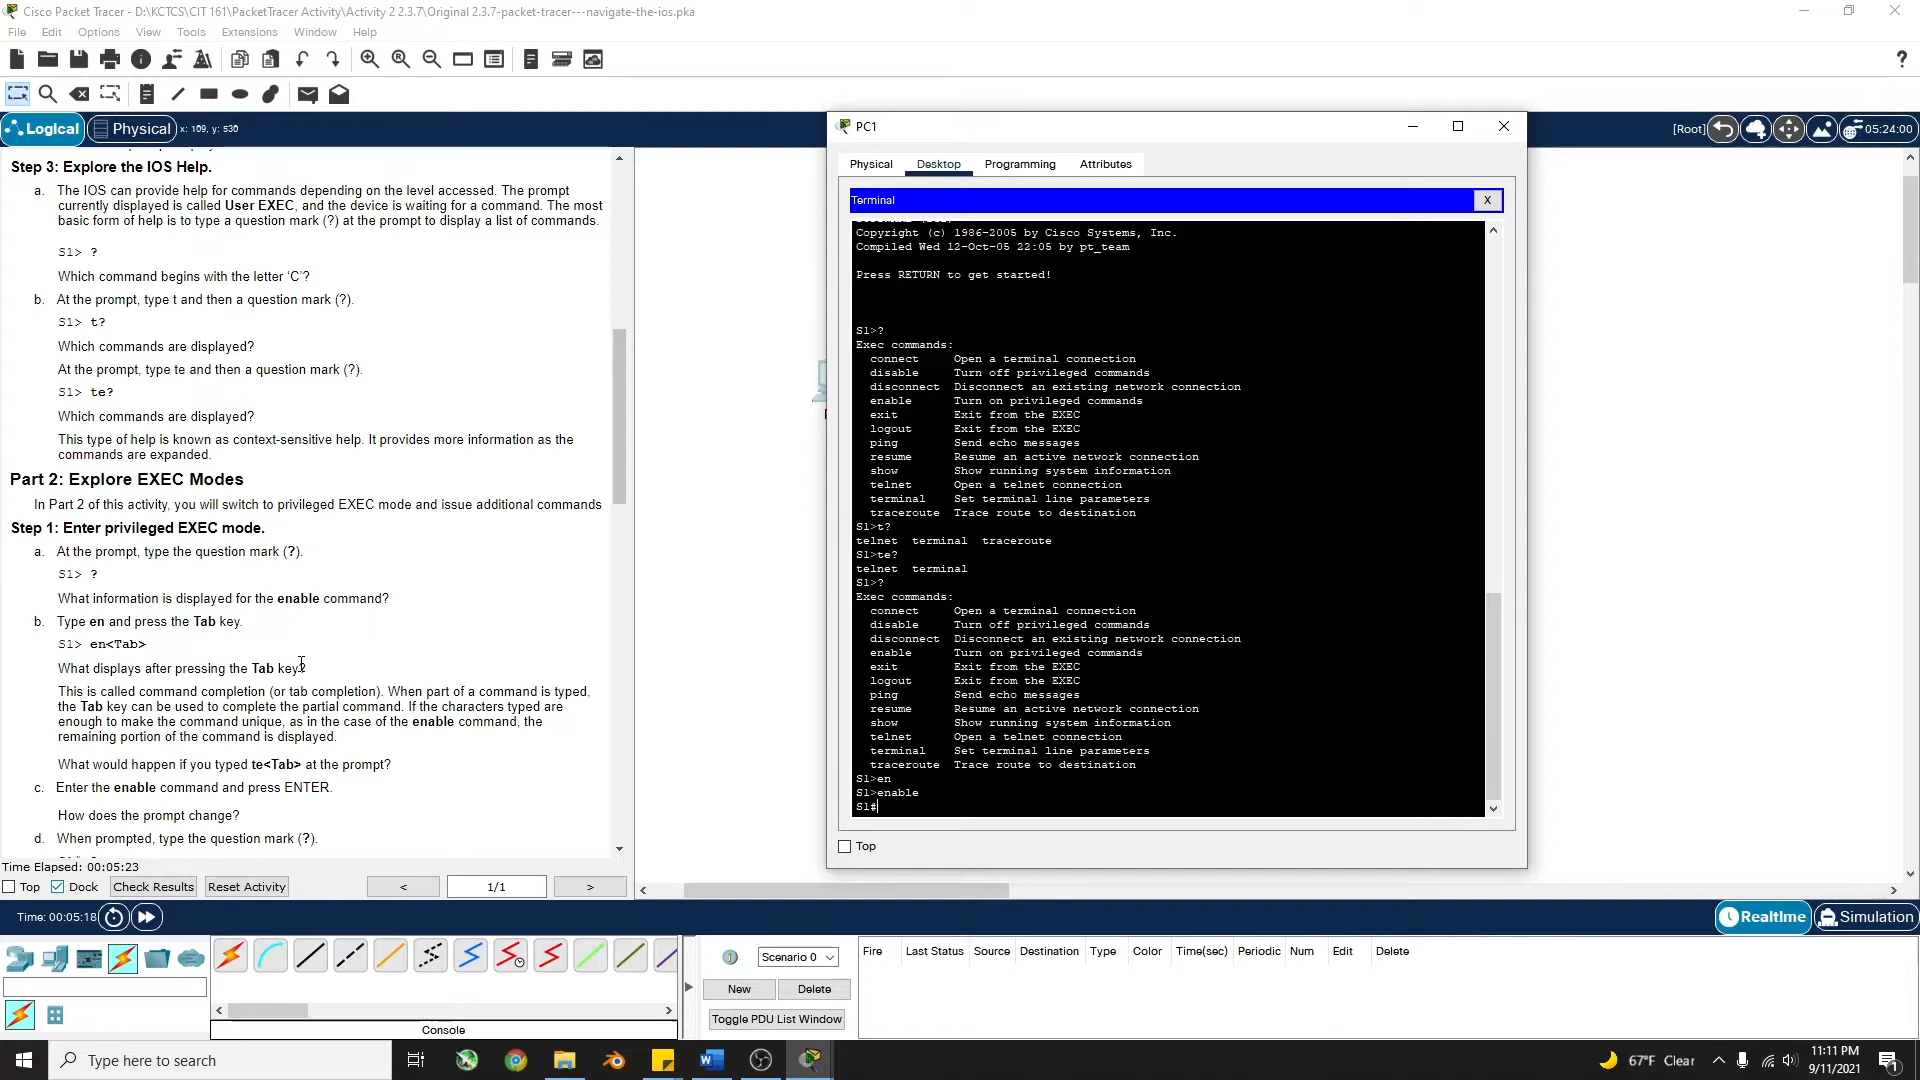 Cisco Packet Tracer - D:\KCTCS\CIT 161\PacketTracer Activity\Activity 2 2.3.7\Original 2.3.7-packet-tracer---navigate-the-ios.pka
File Edit Options View Tools Extensions Window Help
Logical Physical x: 109, y: 530
[Root] 05:24:00
Step 3: Explore the IOS Help.
a. The IOS can provide help for commands depending on the level accessed. The prompt
currently displayed is called User EXEC, and the device is waiting for a command. The most
basic form of help is to type a question mark (?) at the prompt to display a list of commands.
S1> ?
Which command begins with the letter ‘C’?
b. At the prompt, type t and then a question mark (?).
S1> t?
Which commands are displayed?
At the prompt, type te and then a question mark (?).
S1> te?
Which commands are displayed?
This type of help is known as context-sensitive help. It provides more information as the
commands are expanded.
Part 2: Explore EXEC Modes
In Part 2 of this activity, you will switch to privileged EXEC mode and issue additional commands
Step 1: Enter privileged EXEC mode.
a. At the prompt, type the question mark (?).
S1> ?
What information is displayed for the enable command?
b. Type en and press the Tab key.
S1> en<Tab>
What displays after pressing the Tab key?
This is called command completion (or tab completion). When part of a command is typed,
the Tab key can be used to complete the partial command. If the characters typed are
enough to make the command unique, as in the case of the enable command, the
remaining portion of the command is displayed.
What would happen if you typed te<Tab> at the prompt?
c. Enter the enable command and press ENTER.
How does the prompt change?
d. When prompted, type the question mark (?).
Time Elapsed: 00:05:23
Top Dock Check Results Reset Activity < 1/1 >
PC1
Physical Desktop Programming Attributes
Terminal X
Copyright (c) 1986-2005 by Cisco Systems, Inc.
Compiled Wed 12-Oct-05 22:05 by pt_team
Press RETURN to get started!
S1>?
Exec commands:
connect Open a terminal connection
disable Turn off privileged commands
disconnect Disconnect an existing network connection
enable Turn on privileged commands
exit Exit from the EXEC
logout Exit from the EXEC
ping Send echo messages
resume Resume an active network connection
show Show running system information
telnet Open a telnet connection
terminal Set terminal line parameters
traceroute Trace route to destination
S1>t?
telnet terminal traceroute
S1>te?
telnet terminal
S1>?
Exec commands:
connect Open a terminal connection
disable Turn off privileged commands
disconnect Disconnect an existing network connection
enable Turn on privileged commands
exit Exit from the EXEC
logout Exit from the EXEC
ping Send echo messages
resume Resume an active network connection
show Show running system information
telnet Open a telnet connection
terminal Set terminal line parameters
traceroute Trace route to destination
S1>en
S1>enable
S1#
Top
Time: 00:05:18
Realtime Simulation
Scenario 0
New Delete
Toggle PDU List Window
Fire Last Status Source Destination Type Color Time(sec) Periodic Num Edit Delete
Console
Type here to search
67°F Clear
11:11 PM
9/11/2021